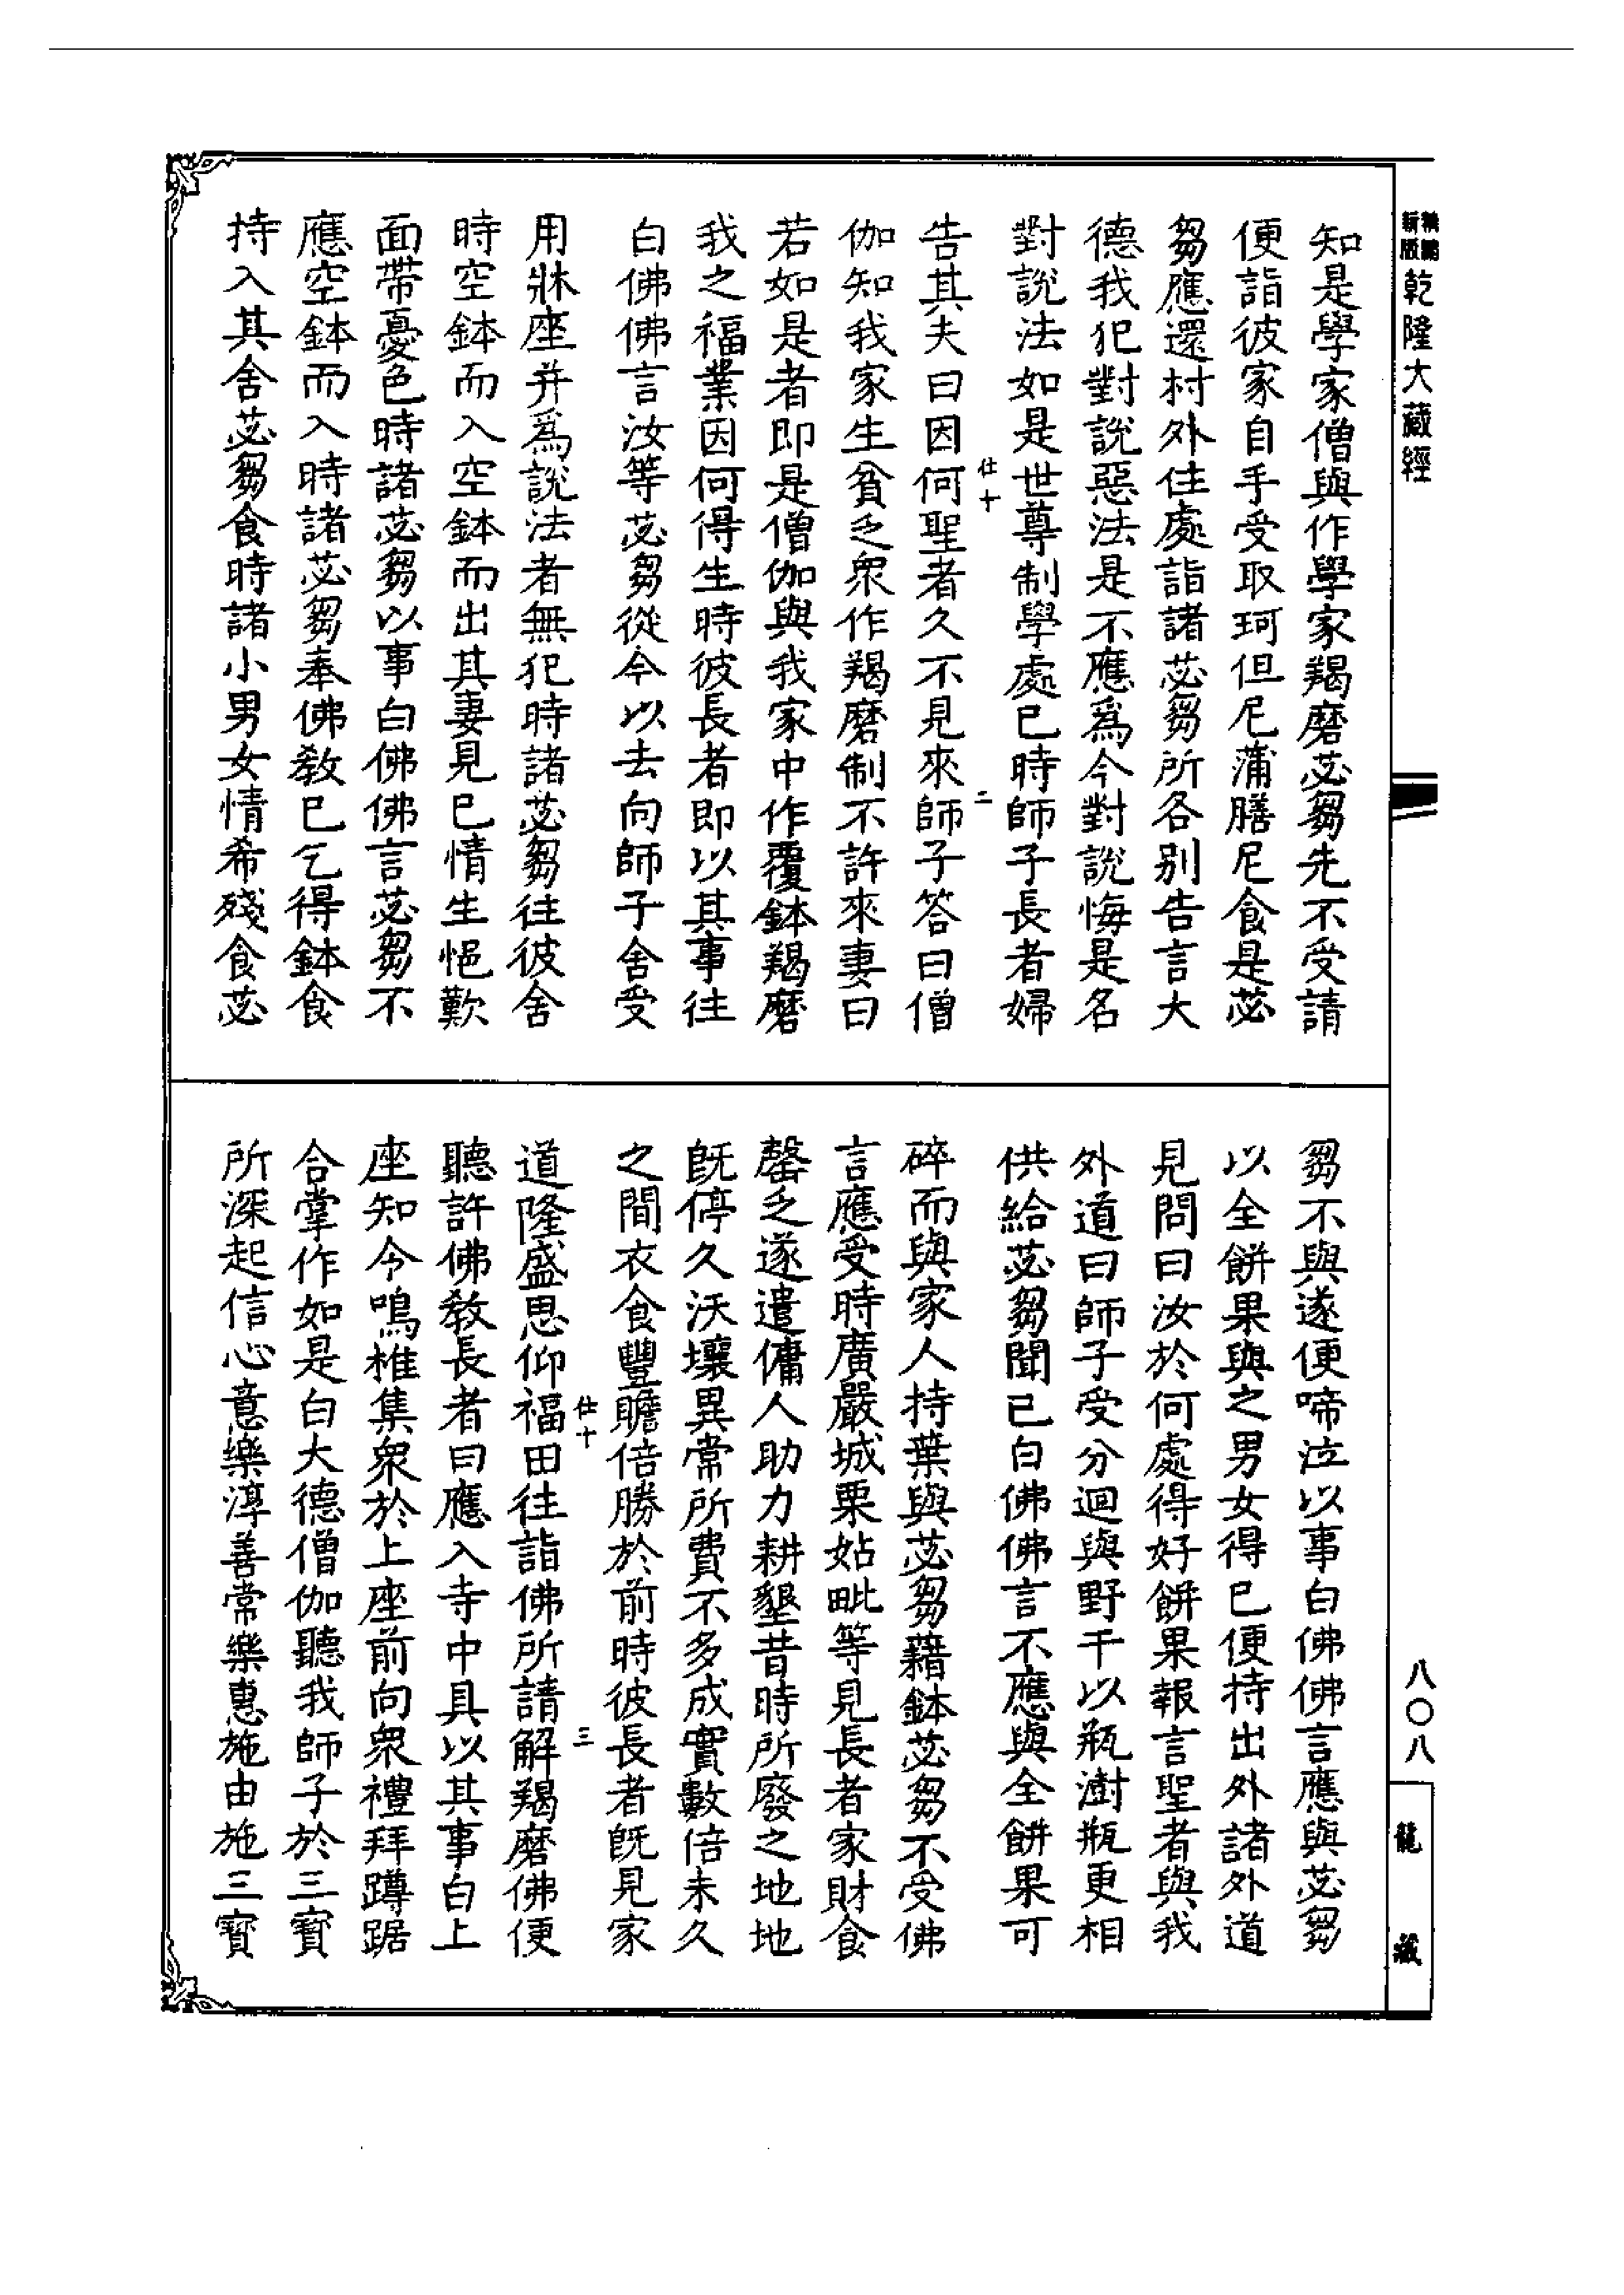 精編
新版
乾隆大藏經
知是學家僧與作學家羯磨苾芻先不受請
便詣彼家自手受取珂但尼蒲膳尼食是苾
芻應還村外住處詣諸苾芻所各别告言大
德我犯對說惡法是不應爲今對說悔是名
對說法如是世尊制學處已時師子長者婦
仕十
二
告其夫曰因何聖者久不見來師子答曰僧
伽知我家生貧乏衆作羯磨制不許來妻曰
若如是者即是僧伽與我家中作覆鉢羯磨
我之福業因何得生時彼長者即以其事往
白佛佛言汝等苾芻從今以去向師子舍受
用牀座并爲說法者無犯時諸苾芻往彼舍
時空鉢而入空鉢而出其妻見已情生悒歎
面帶憂色時諸苾芻以事白佛佛言苾芻不
應空鉢而入時諸苾芻奉佛教已乞得鉢食
持入其舍苾芻食時諸小男女情希殘食苾
芻不與遂便啼泣以事白佛佛言應與苾芻
以全餅果與之男女得已便持出外諸外道
見問曰汝於何處得好餅果報言聖者與我
外道曰師子受分迴與野干以瓶澍瓶更相
供給苾芻聞已白佛佛言不應與全餅果可
碎而與家人持葉與苾芻藉鉢苾芻不受佛
言應受時廣嚴城栗姑毗等見長者家財食
罄乏遂遣傭人助力耕墾昔時所廢之地地
既停久沃壤異常所費不多成實數倍未久
之間衣食豐贍倍勝於前時彼長者既見家
仕十
三
道隆盛思仰福田往詣佛所請解羯磨佛便
聽許佛教長者曰應入寺中具以其事白上
座知今鳴椎集衆於上座前向衆禮拜蹲踞
合掌作如是白大德僧伽聽我師子於三寳
所深起信心意樂淳善常樂惠施由施三寳
八〇八
龍藏